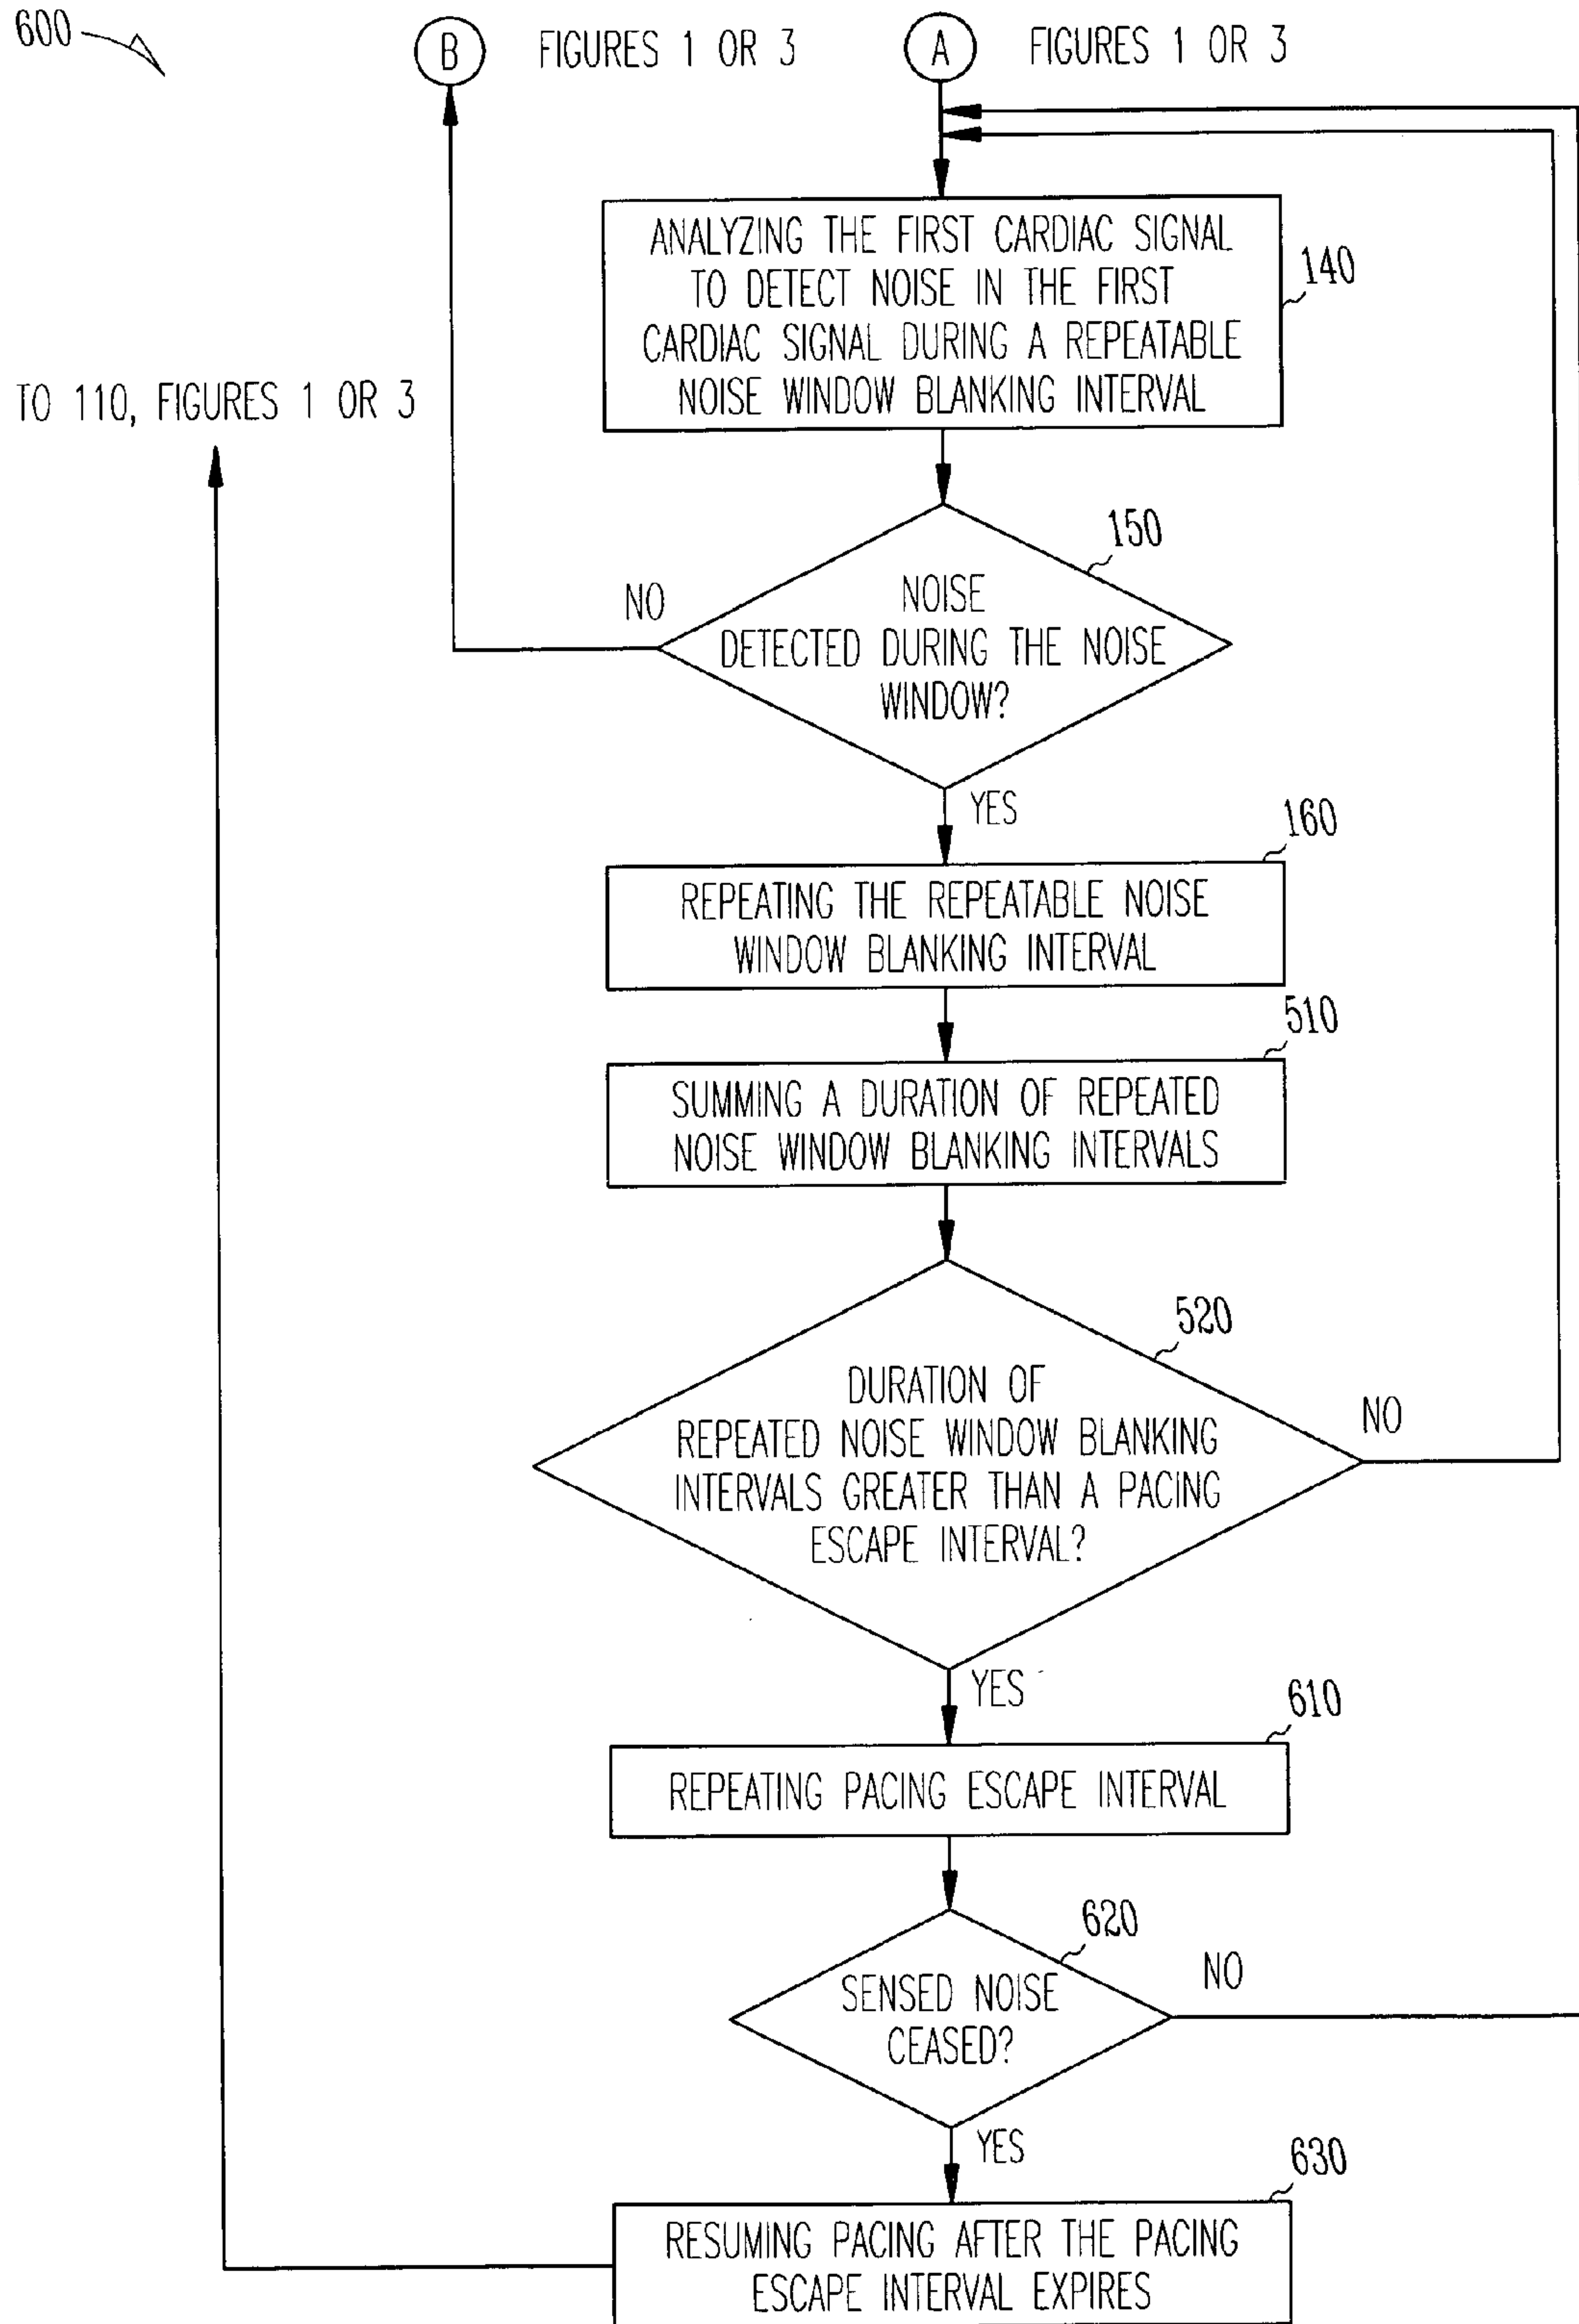 600
B FIGURES 1 OR 3
A FIGURES 1 OR 3
ANALYZING THE FIRST CARDIAC SIGNAL
TO DETECT NOISE IN THE FIRST
CARDIAC SIGNAL DURING A REPEATABLE
NOISE WINDOW BLANKING INTERVAL
140
TO 110, FIGURES 1 OR 3
150
NOISE
DETECTED DURING THE NOISE
WINDOW?
NO
YES
160
REPEATING THE REPEATABLE NOISE
WINDOW BLANKING INTERVAL
510
SUMMING A DURATION OF REPEATED
NOISE WINDOW BLANKING INTERVALS
520
DURATION OF
REPEATED NOISE WINDOW BLANKING
INTERVALS GREATER THAN A PACING
ESCAPE INTERVAL?
NO
YES
610
REPEATING PACING ESCAPE INTERVAL
620
SENSED NOISE
CEASED?
NO
YES
630
RESUMING PACING AFTER THE PACING
ESCAPE INTERVAL EXPIRES